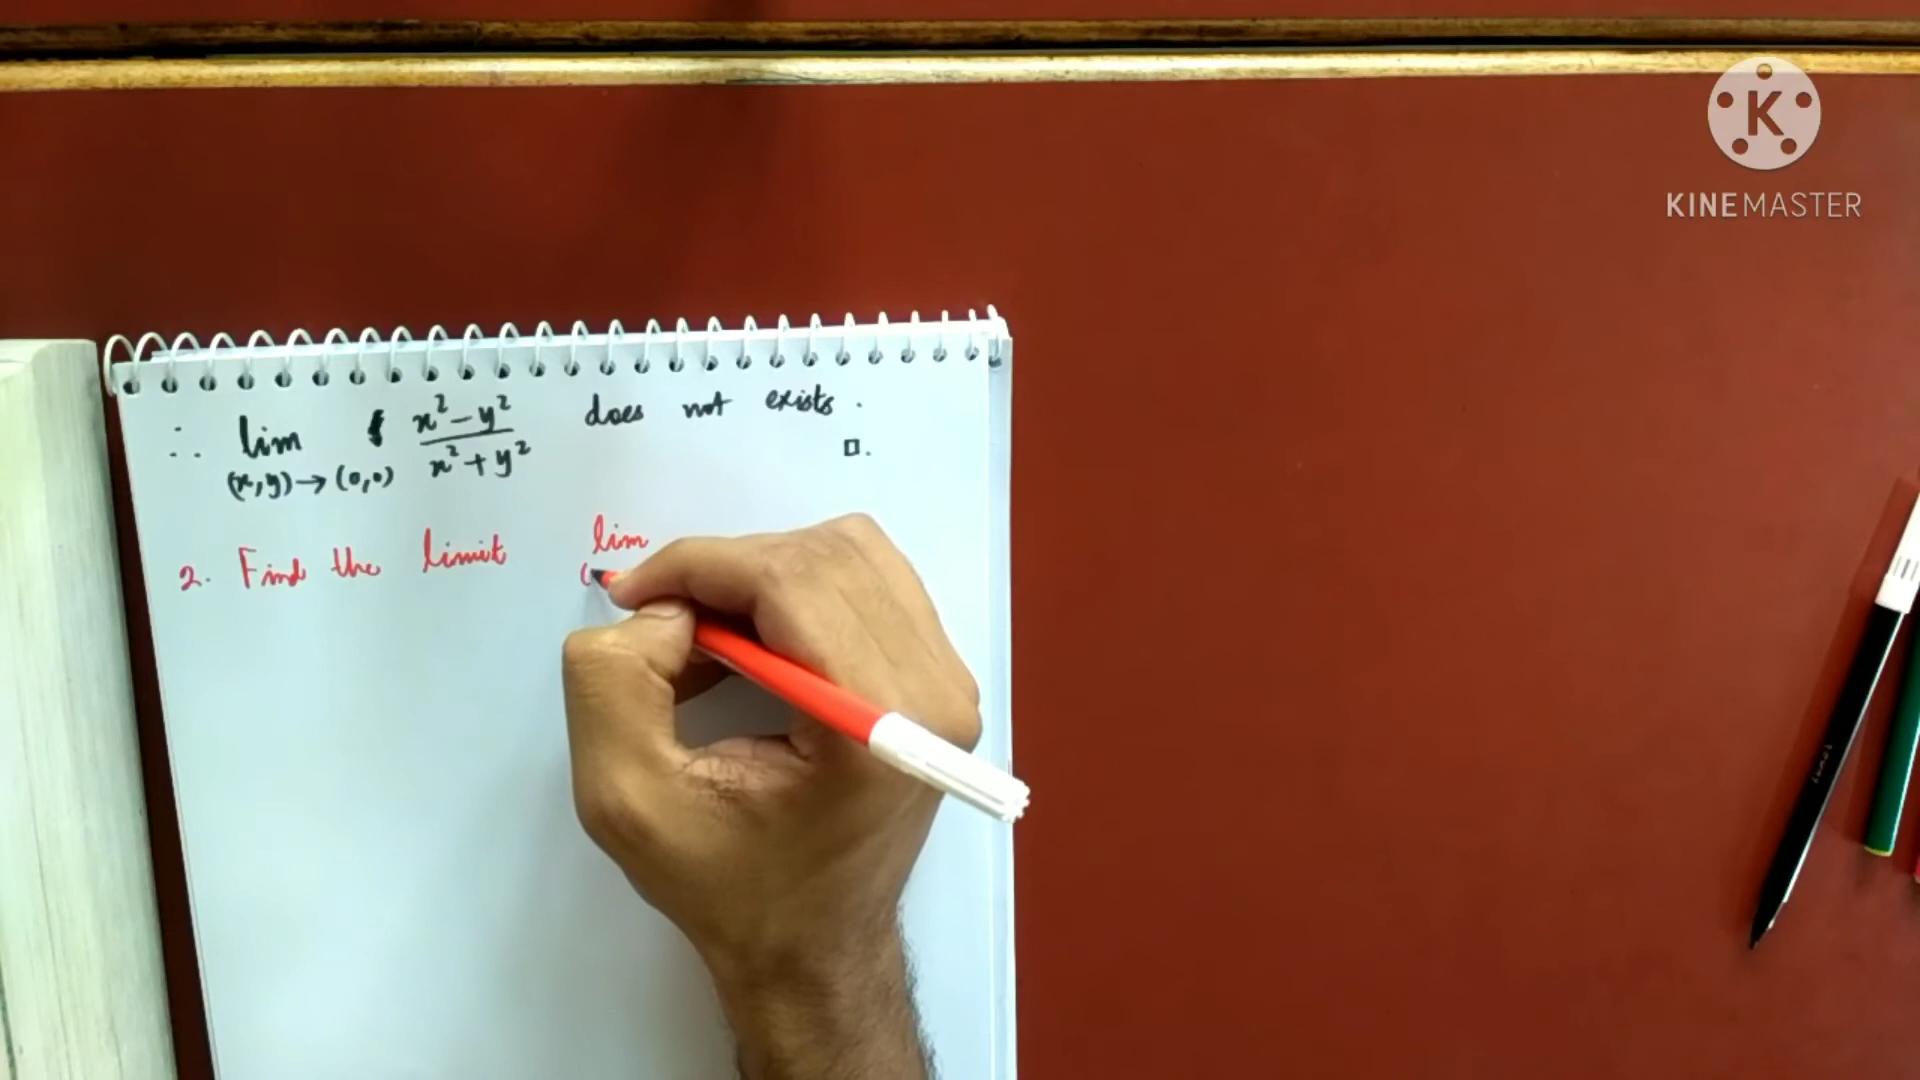 K
KINEMASTER
∴ lim x²-y² / x²+y² does not exists.
(x,y)→(0,0) □.
2. Find the limit lim
(